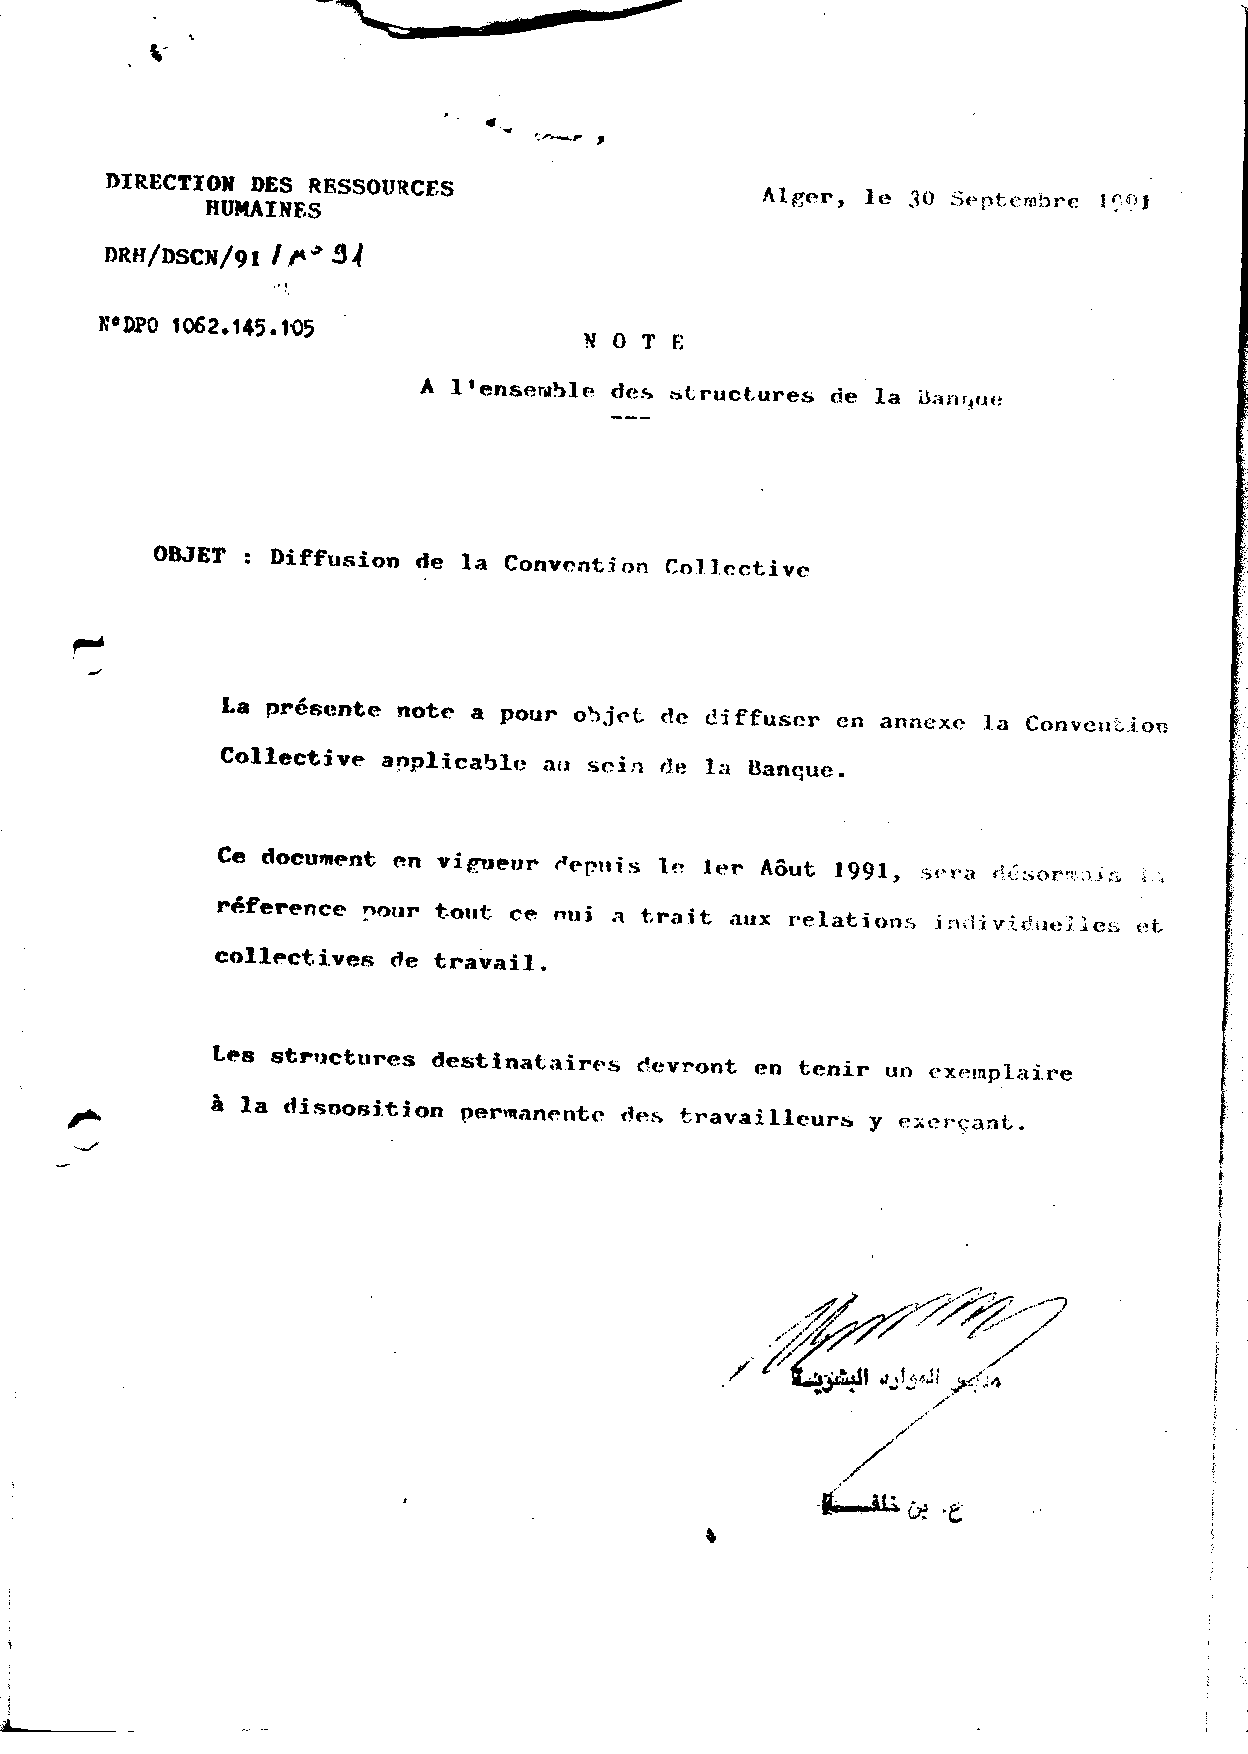 DIRECTION DES RESSOURCES
HUMAINES
Alger, le 30 Septembre 1991
DRH/DSCN/91 / N° 91
N°DPO 1062.145.105
N O T E
A l'ensemble des structures de la Banque
---
OBJET : Diffusion de la Convention Collective
La présente note a pour objet de diffuser en annexe la Convention
Collective applicable au sein de la Banque.
Ce document en vigueur depuis le 1er Aôut 1991, sera désormais la
réference pour tout ce qui a trait aux relations individuelles et
collectives de travail.
Les structures destinataires devront en tenir un exemplaire
à la disposition permanente des travailleurs y exerçant.
مدير الموارد البشرية
ع. بن خلفة